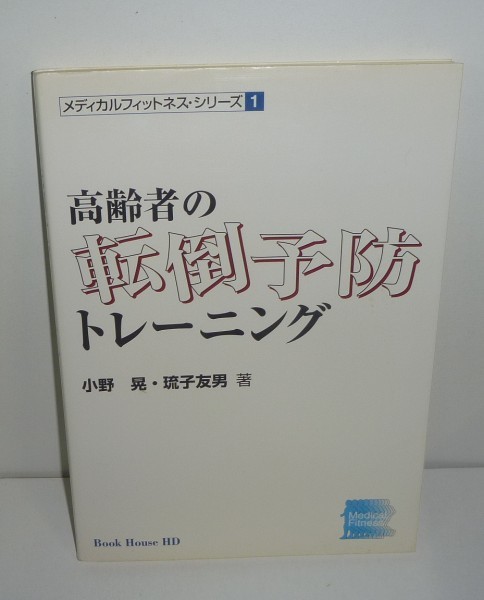 メディカルフィットネス・シリーズ 1
高齢者の
転倒予防
トレーニング
小野 晃・琉子友男 著
Medical
Fitness
Book House HD